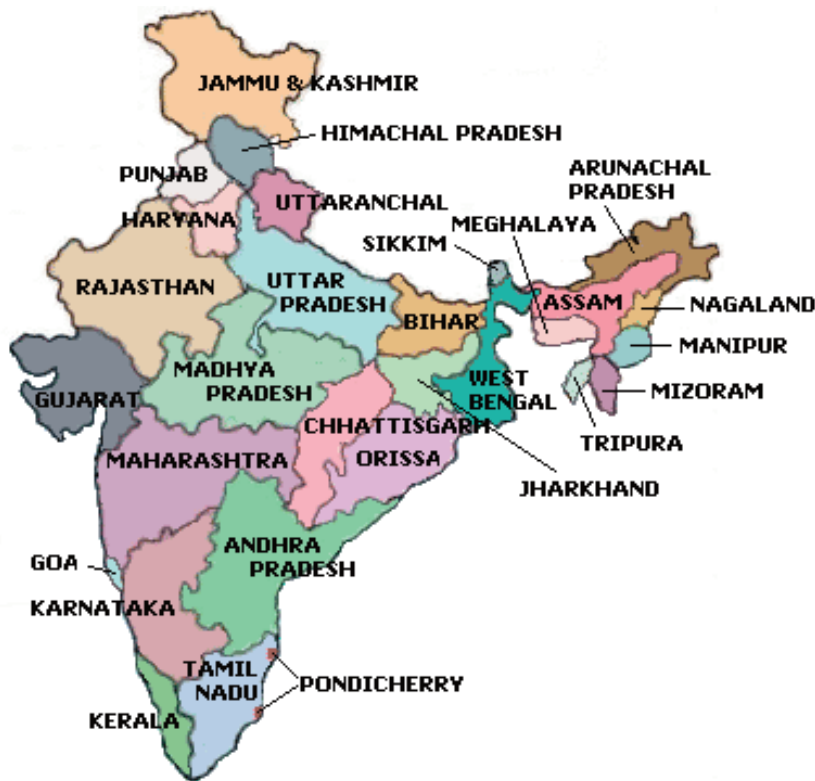 JAMMU & KASHMIR
HIMACHAL PRADESH
PUNJAB
ARUNACHAL
PRADESH
UTTARANCHAL
HARYANA
MEGHALAYA
SIKKIM
RAJASTHAN
UTTAR
PRADESH
ASSAM
NAGALAND
BIHAR
MANIPUR
MADHYA
PRADESH
WEST
BENGAL
GUJARAT
MIZORAM
CHHATTISGARH
TRIPURA
MAHARASHTRA
ORISSA
JHARKHAND
ANDHRA
PRADESH
GOA
KARNATAKA
TAMIL
NADU
PONDICHERRY
KERALA